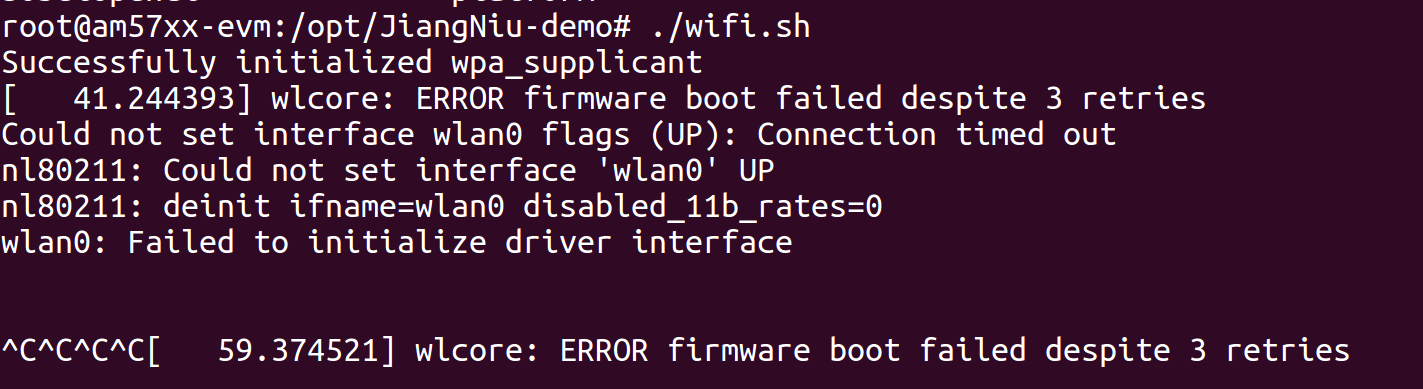 root@am57xx-evm:/opt/JiangNiu-demo# ./wifi.sh
Successfully initialized wpa_supplicant
[   41.244393] wlcore: ERROR firmware boot failed despite 3 retries
Could not set interface wlan0 flags (UP): Connection timed out
nl80211: Could not set interface 'wlan0' UP
nl80211: deinit ifname=wlan0 disabled_11b_rates=0
wlan0: Failed to initialize driver interface
^C^C^C^C[   59.374521] wlcore: ERROR firmware boot failed despite 3 retries